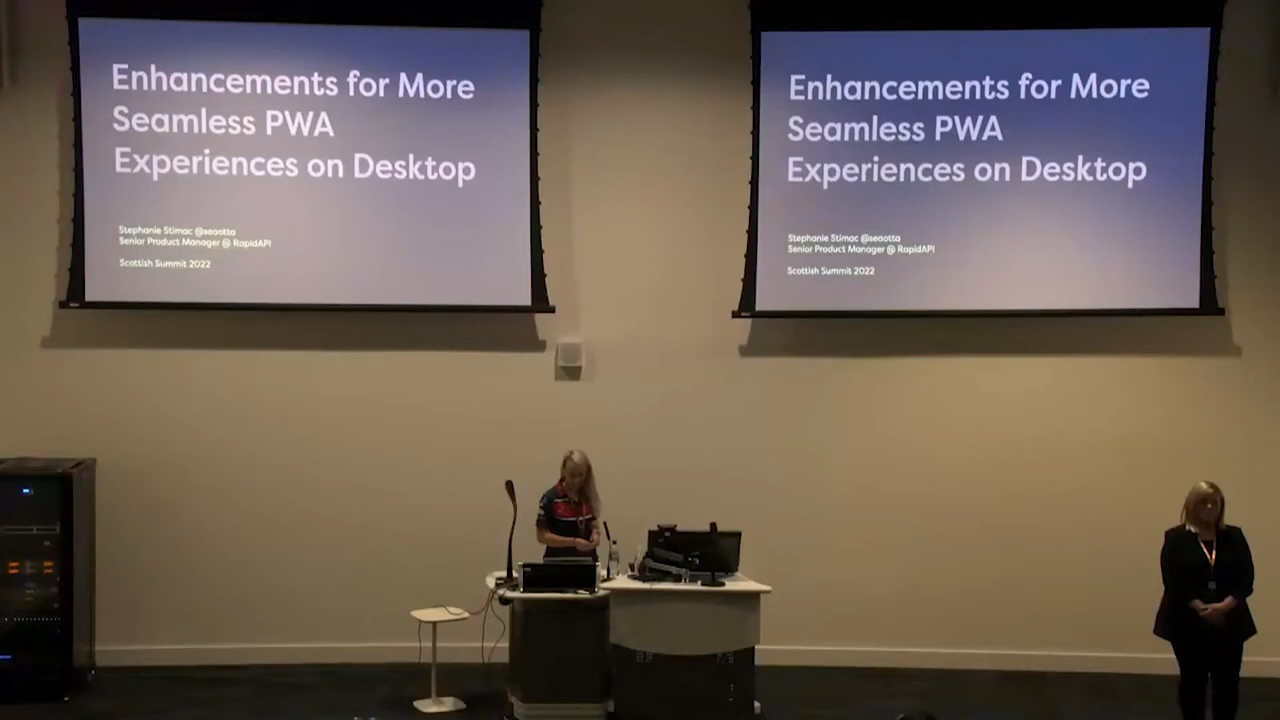 Enhancements for More
Seamless PWA
Experiences on Desktop
Stephanie Stimac @seaotta
Senior Product Manager @ RapidAPI
Scottish Summit 2022
Enhancements for More
Seamless PWA
Experiences on Desktop
Stephanie Stimac @seaotta
Senior Product Manager @ RapidAPI
Scottish Summit 2022